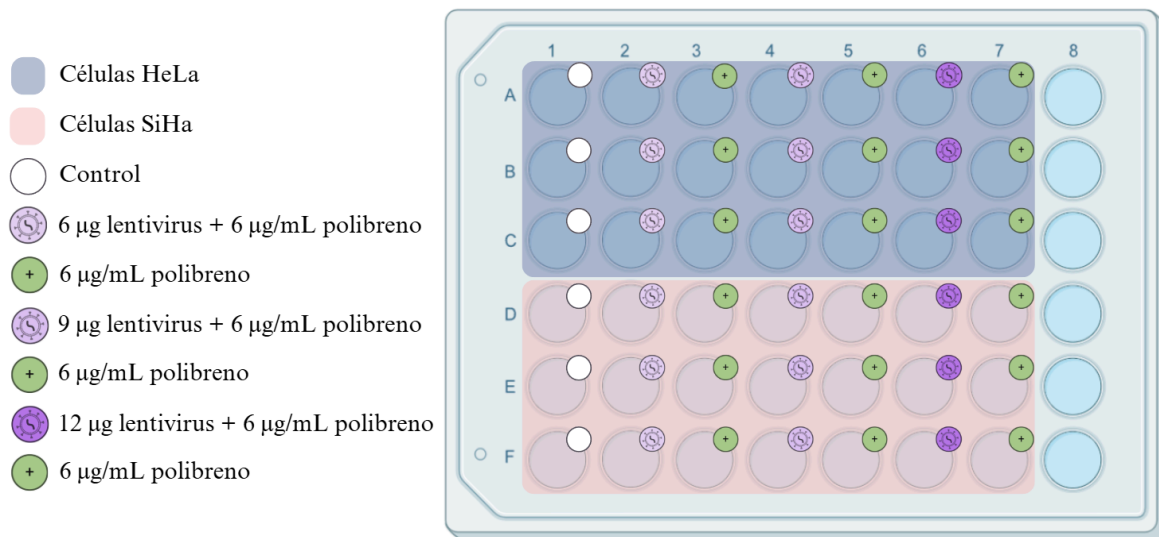 Células HeLa
Células SiHa
Control
6 µg lentivirus + 6 µg/mL polibreno
6 µg/mL polibreno
9 µg lentivirus + 6 µg/mL polibreno
6 µg/mL polibreno
12 µg lentivirus + 6 µg/mL polibreno
6 µg/mL polibreno
1 2 3 4 5 6 7 8
A
B
C
D
E
F